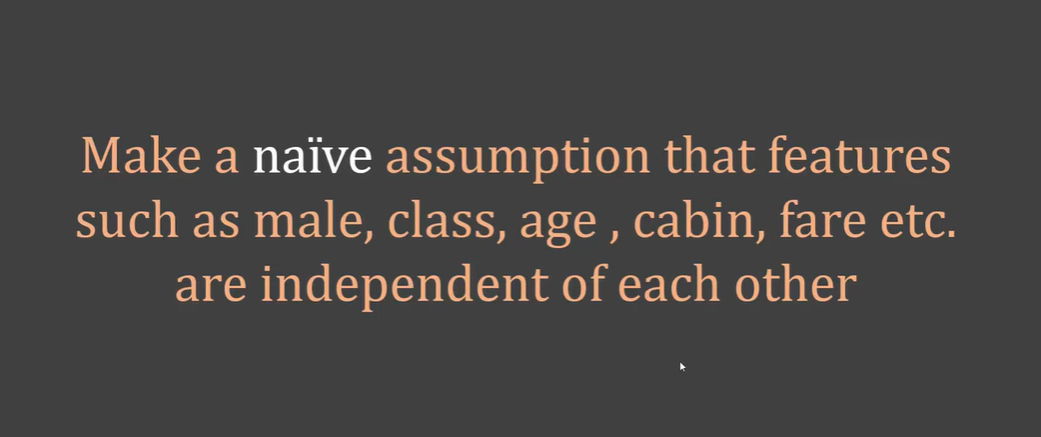 Make a naïve assumption that features
such as male, class, age , cabin, fare etc.
are independent of each other